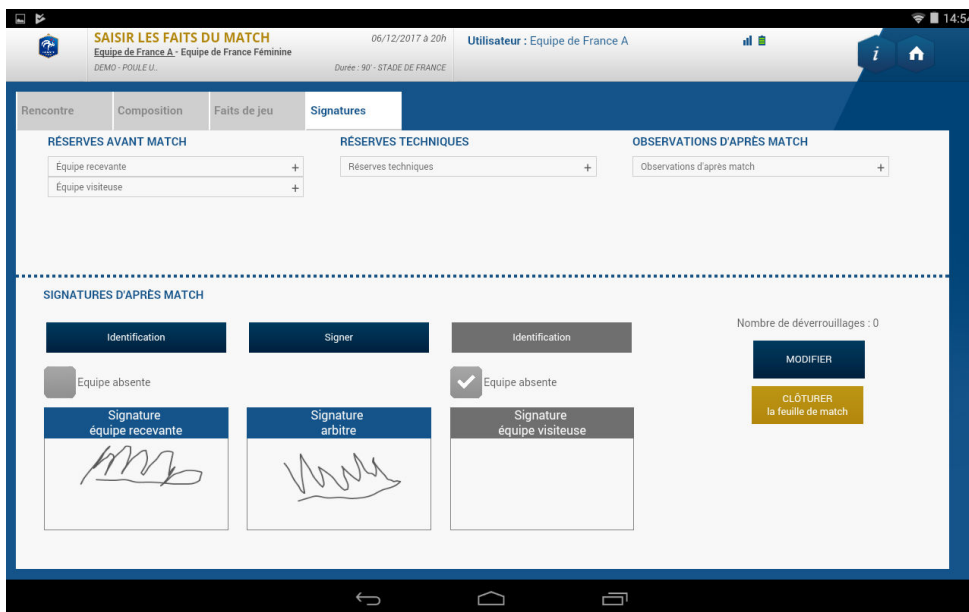 14:54
SAISIR LES FAITS DU MATCH
06/12/2017 à 20h
Utilisateur : Equipe de France A
Equipe de France A - Equipe de France Féminine
DEMO - POULE U..
Durée : 90' - STADE DE FRANCE
i
Rencontre
Composition
Faits de jeu
Signatures
RÉSERVES AVANT MATCH
RÉSERVES TECHNIQUES
OBSERVATIONS D'APRÈS MATCH
Équipe recevante +
Réserves techniques +
Observations d'après match +
Équipe visiteuse +
SIGNATURES D'APRÈS MATCH
Identification
Signer
Identification
Nombre de déverrouillages : 0
MODIFIER
Equipe absente
Equipe absente
CLÔTURER
la feuille de match
Signature
équipe recevante
Signature
arbitre
Signature
équipe visiteuse